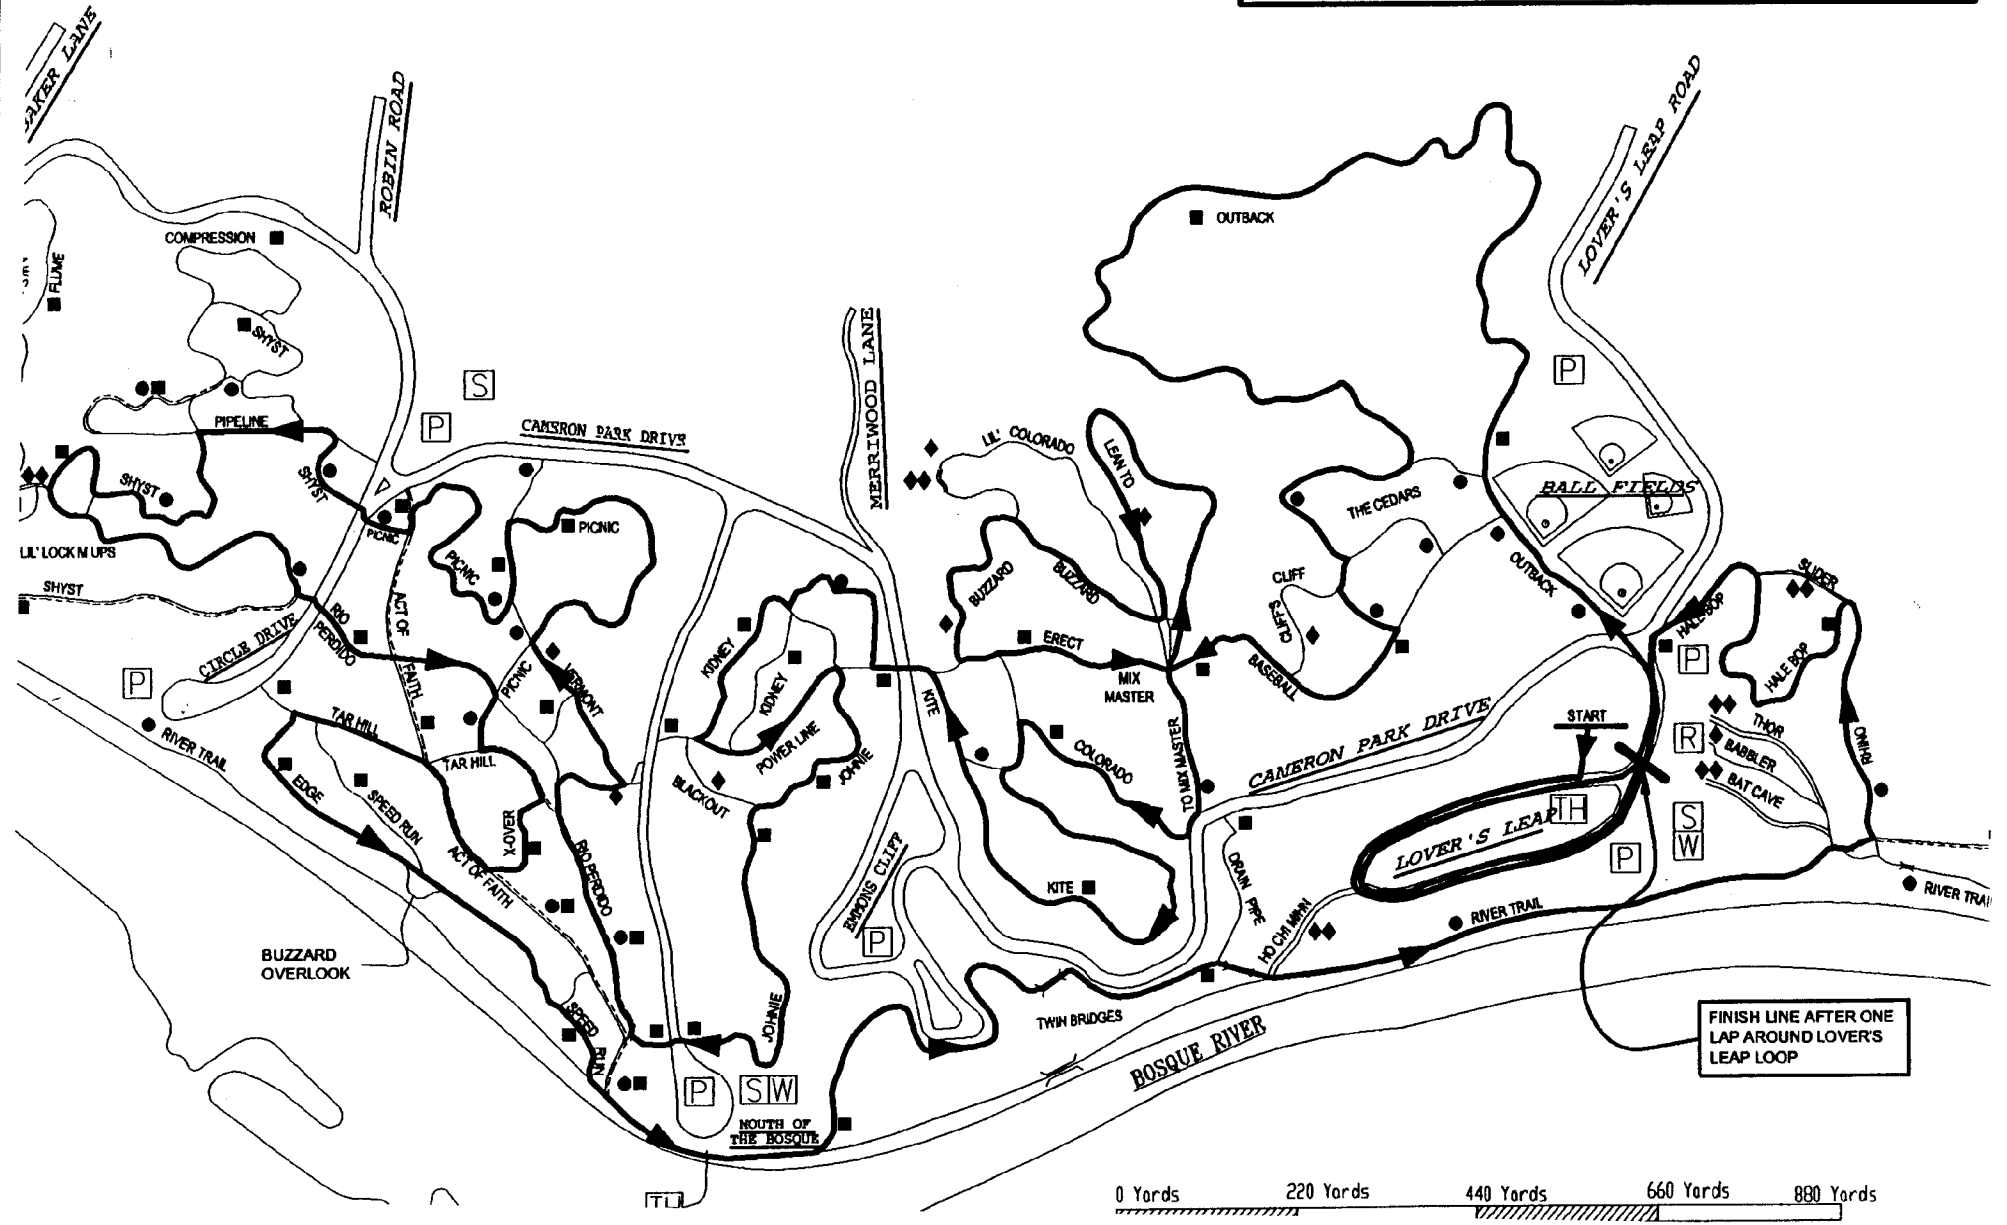 BAKER LANE
ROBIN ROAD
LOVER'S LEAP ROAD
COMPRESSION
OUTBACK
FLUME
SHYST
MERRIWOOD LANE
S
P
P
PIPELINE
CAMERON PARK DRIVE
LIL' COLORADO
LEAN TO
SHYST
SHYST
THE CEDARS
BALL FIELDS
PICNIC
PICNIC
PICNIC
LIL' LOCK M UPS
BUZZARD
BUZZARD
CLIFF
CLIFFS
OUTBACK
SLIDER
SHYST
RIO
PERDIDO
ACT OF
FAITH
HALE BOP
ERECT
CIRCLE DRIVE
P
KIDNEY
KIDNEY
PICNIC
VERMONT
KITE
MIX
MASTER
BASEBALL
P
HALE BOP
START
TAR HILL
RIVER TRAIL
TAR HILL
POWER LINE
JOHNIE
COLORADO
TO MIX MASTER
CAMERON PARK DRIVE
R
THOR
BABBLER
BAT CAVE
RHINO
EDGE
SPEED RUN
BLACKOUT
TH
S
W
X-OVER
LOVER'S LEAP
P
ACT OF FAITH
RIO PERDIDO
EMMONS CLIFF
P
KITE
DRAIN PIPE
HO CHI MIHN
RIVER TRAIL
RIVER TRAI
BUZZARD
OVERLOOK
SPEED
RUN
JOHNIE
TWIN BRIDGES
BOSQUE RIVER
FINISH LINE AFTER ONE
LAP AROUND LOVER'S
LEAP LOOP
P
S W
MOUTH OF
THE BOSQUE
0 Yards
220 Yards
440 Yards
660 Yards
880 Yards